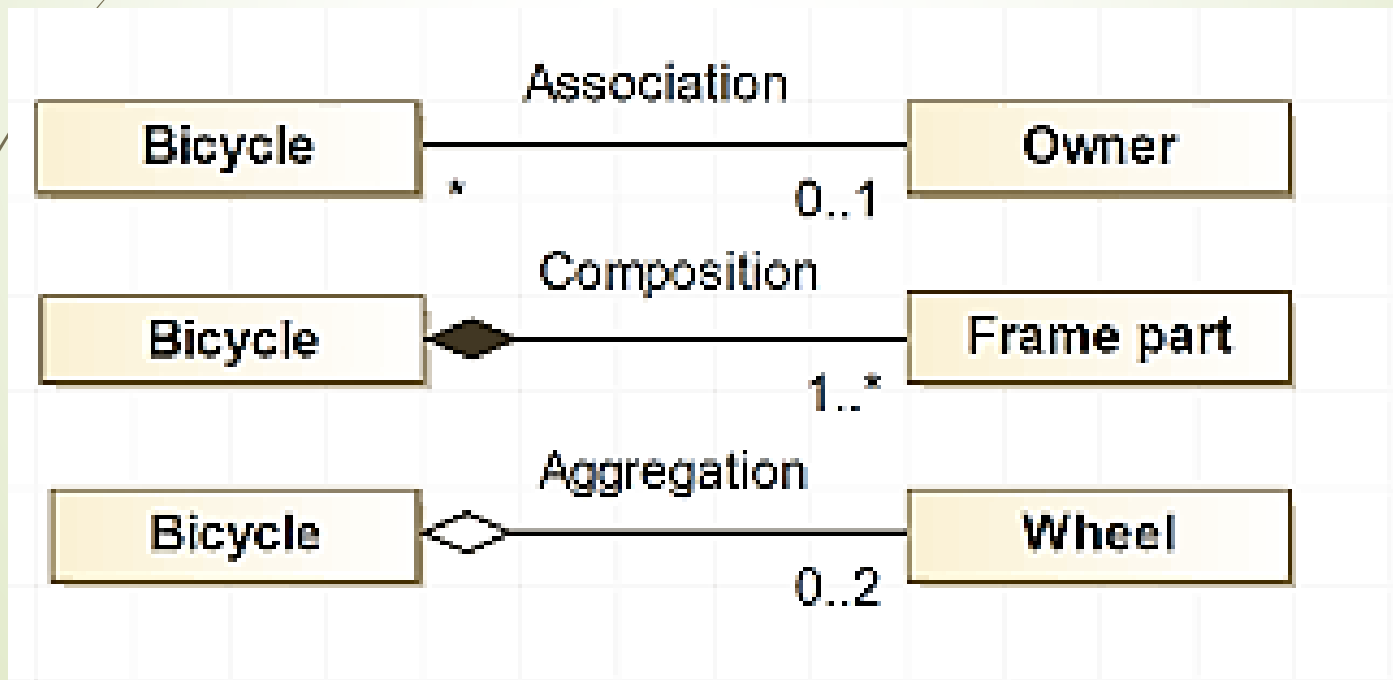 Association
Bicycle
Owner
*
0..1
Composition
Bicycle
Frame part
1..*
Aggregation
Bicycle
Wheel
0..2